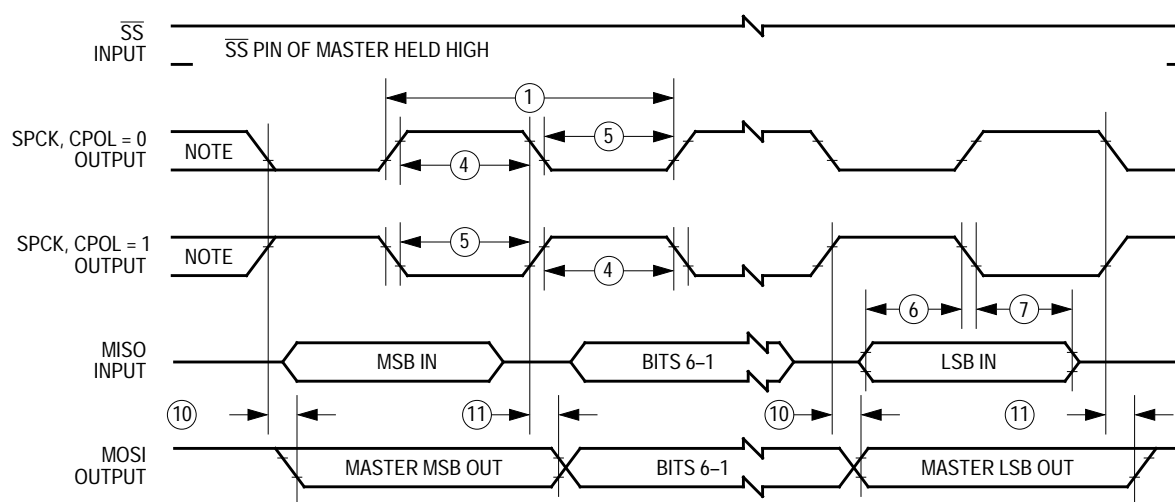 SS
INPUT
SS PIN OF MASTER HELD HIGH
1
SPCK, CPOL = 0
OUTPUT
NOTE
5
4
SPCK, CPOL = 1
OUTPUT
NOTE
5
4
6
7
MISO
INPUT
MSB IN
BITS 6–1
LSB IN
10
11
10
11
MOSI
OUTPUT
MASTER MSB OUT
BITS 6–1
MASTER LSB OUT